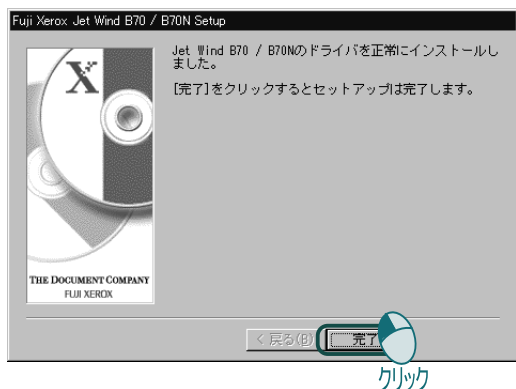 Fuji Xerox Jet Wind B70 / B70N Setup
Jet Wind B70 / B70Nのドライバを正常にインストールし
ました。
[完了]をクリックするとセットアップは完了します。
X
THE DOCUMENT COMPANY
FUJI XEROX
< 戻る(B)
完了
クリック